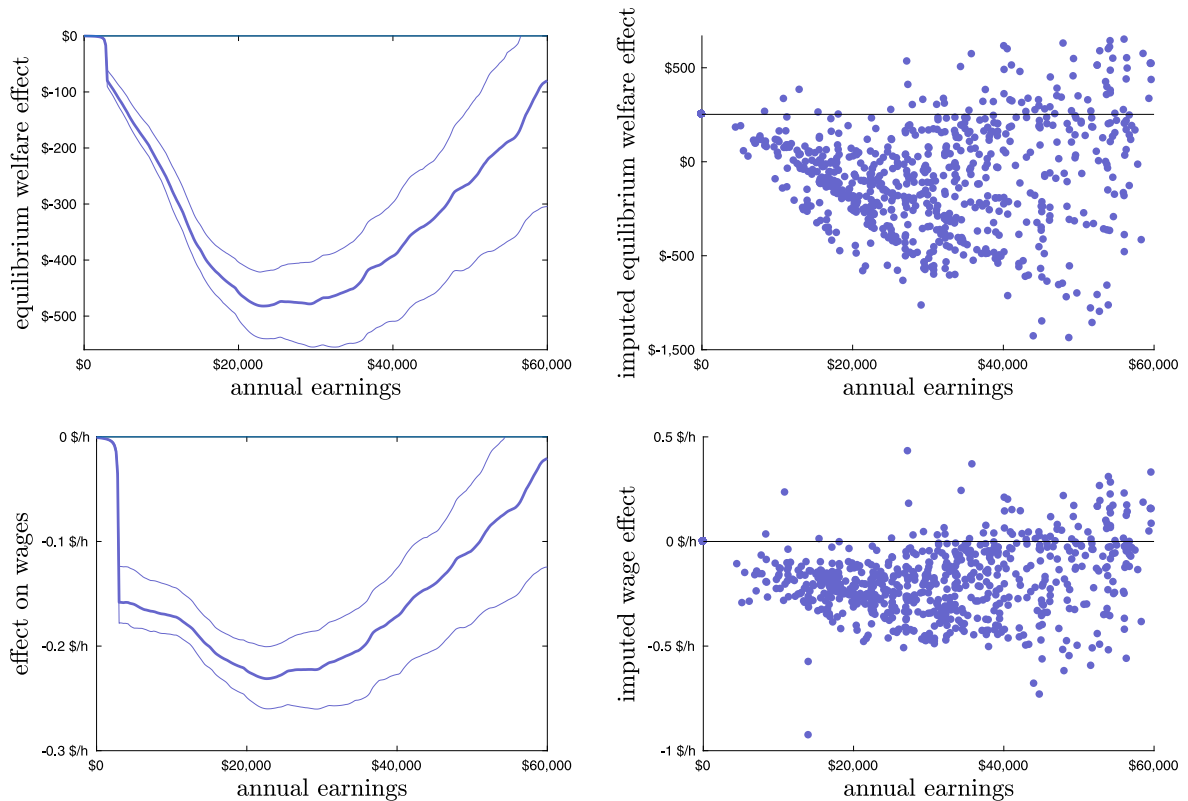 equilibrium welfare effect
$0
$-100
$-200
$-300
$-400
$-500
$0
$20,000
$40,000
$60,000
annual earnings
imputed equilibrium welfare effect
$500
$0
$-500
$-1,500
$0
$20,000
$40,000
$60,000
annual earnings
effect on wages
0 $/h
-0.1 $/h
-0.2 $/h
-0.3 $/h
$0
$20,000
$40,000
$60,000
annual earnings
imputed wage effect
0.5 $/h
0 $/h
-0.5 $/h
-1 $/h
$0
$20,000
$40,000
$60,000
annual earnings